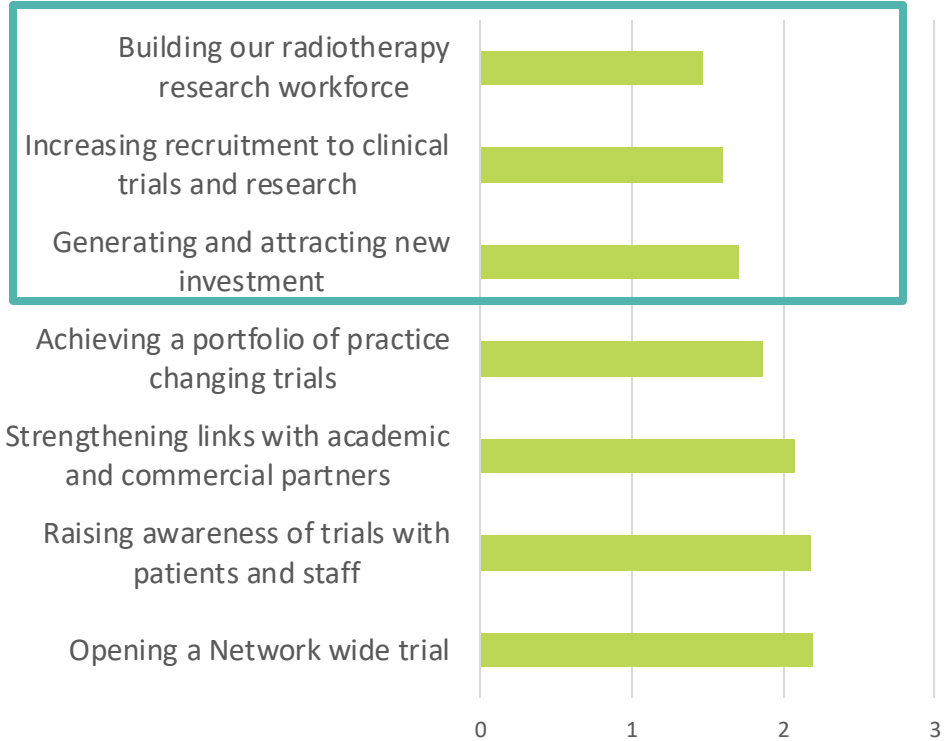 Building our radiotherapy
research workforce
Increasing recruitment to clinical
trials and research
Generating and attracting new
investment
Achieving a portfolio of practice
changing trials
Strengthening links with academic
and commercial partners
Raising awareness of trials with
patients and staff
Opening a Network wide trial
0 1 2 3